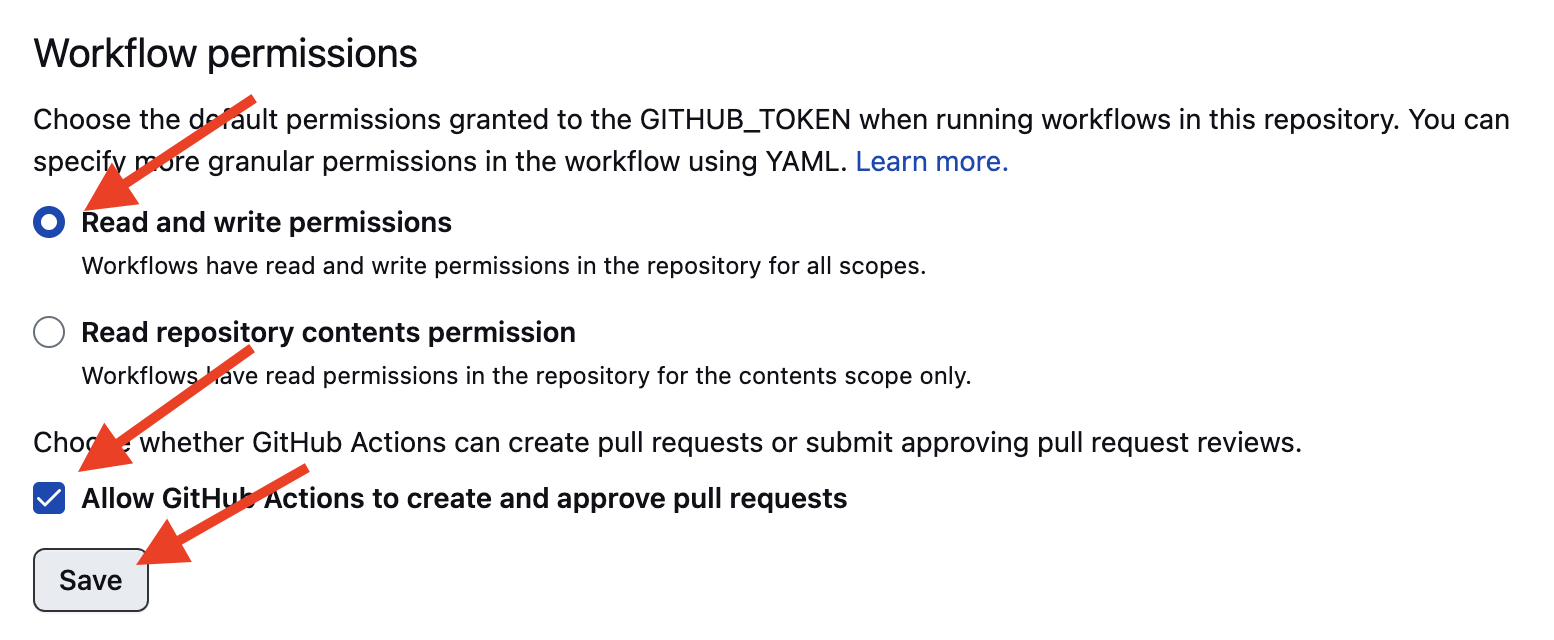 Workflow permissions
Choose the default permissions granted to the GITHUB_TOKEN when running workflows in this repository. You can
specify more granular permissions in the workflow using YAML. Learn more.
Read and write permissions
Workflows have read and write permissions in the repository for all scopes.
Read repository contents permission
Workflows have read permissions in the repository for the contents scope only.
Choose whether GitHub Actions can create pull requests or submit approving pull request reviews.
Allow GitHub Actions to create and approve pull requests
Save